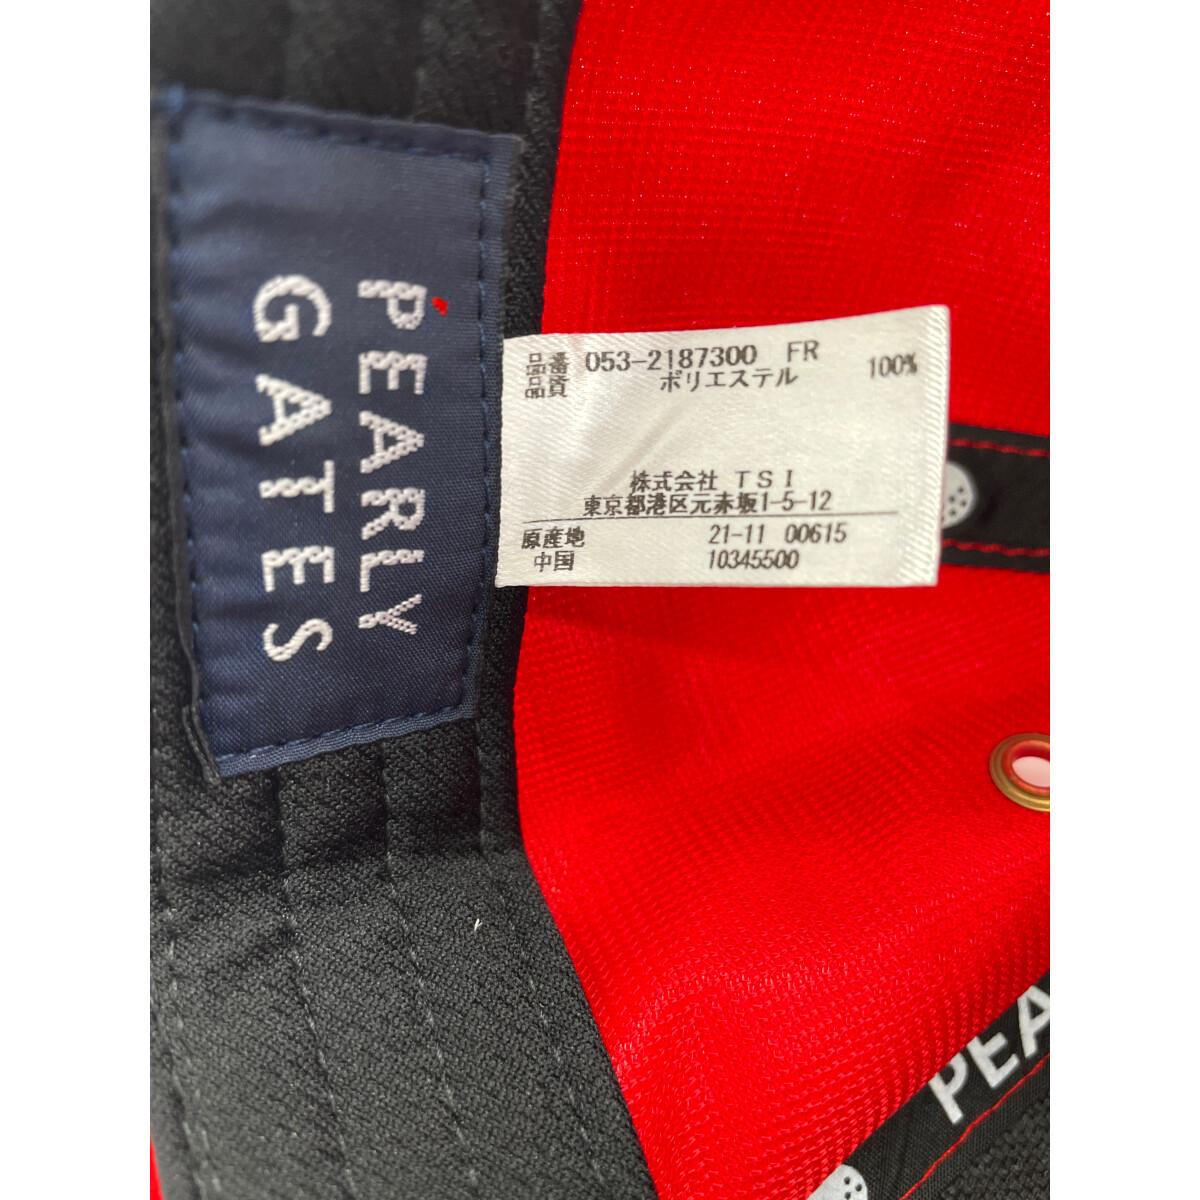 PEARLY
GATES
品番 053-2187300 FR
品質 ポリエステル 100%
株式会社 TSI
東京都港区元赤坂1-5-12
原産地 21-11 00615
中国 10345500
PEA